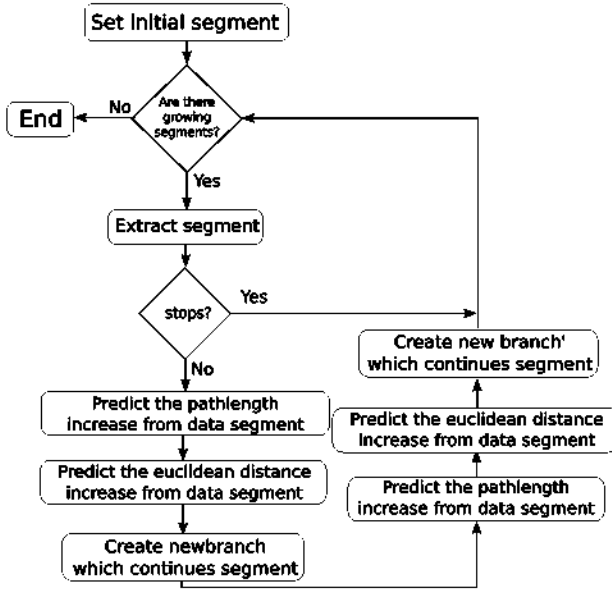 Set initial segment
Are there
growing
segments?
No
End
Yes
Extract segment
stops?
Yes
No
Predict the pathlength
increase from data segment
Predict the euclidean distance
increase from data segment
Create newbranch
which continues segment
Create new branch'
which continues segment
Predict the euclidean distance
increase from data segment
Predict the pathlength
increase from data segment